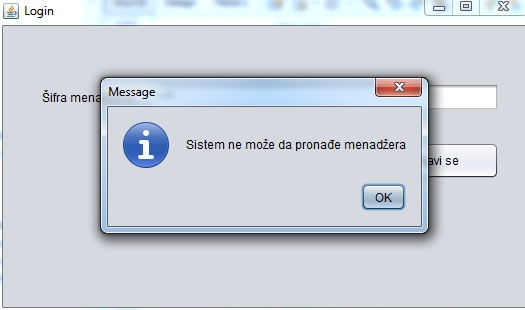 Login
Šifra mena
Message
Sistem ne može da pronađe menadžera
avi se
OK